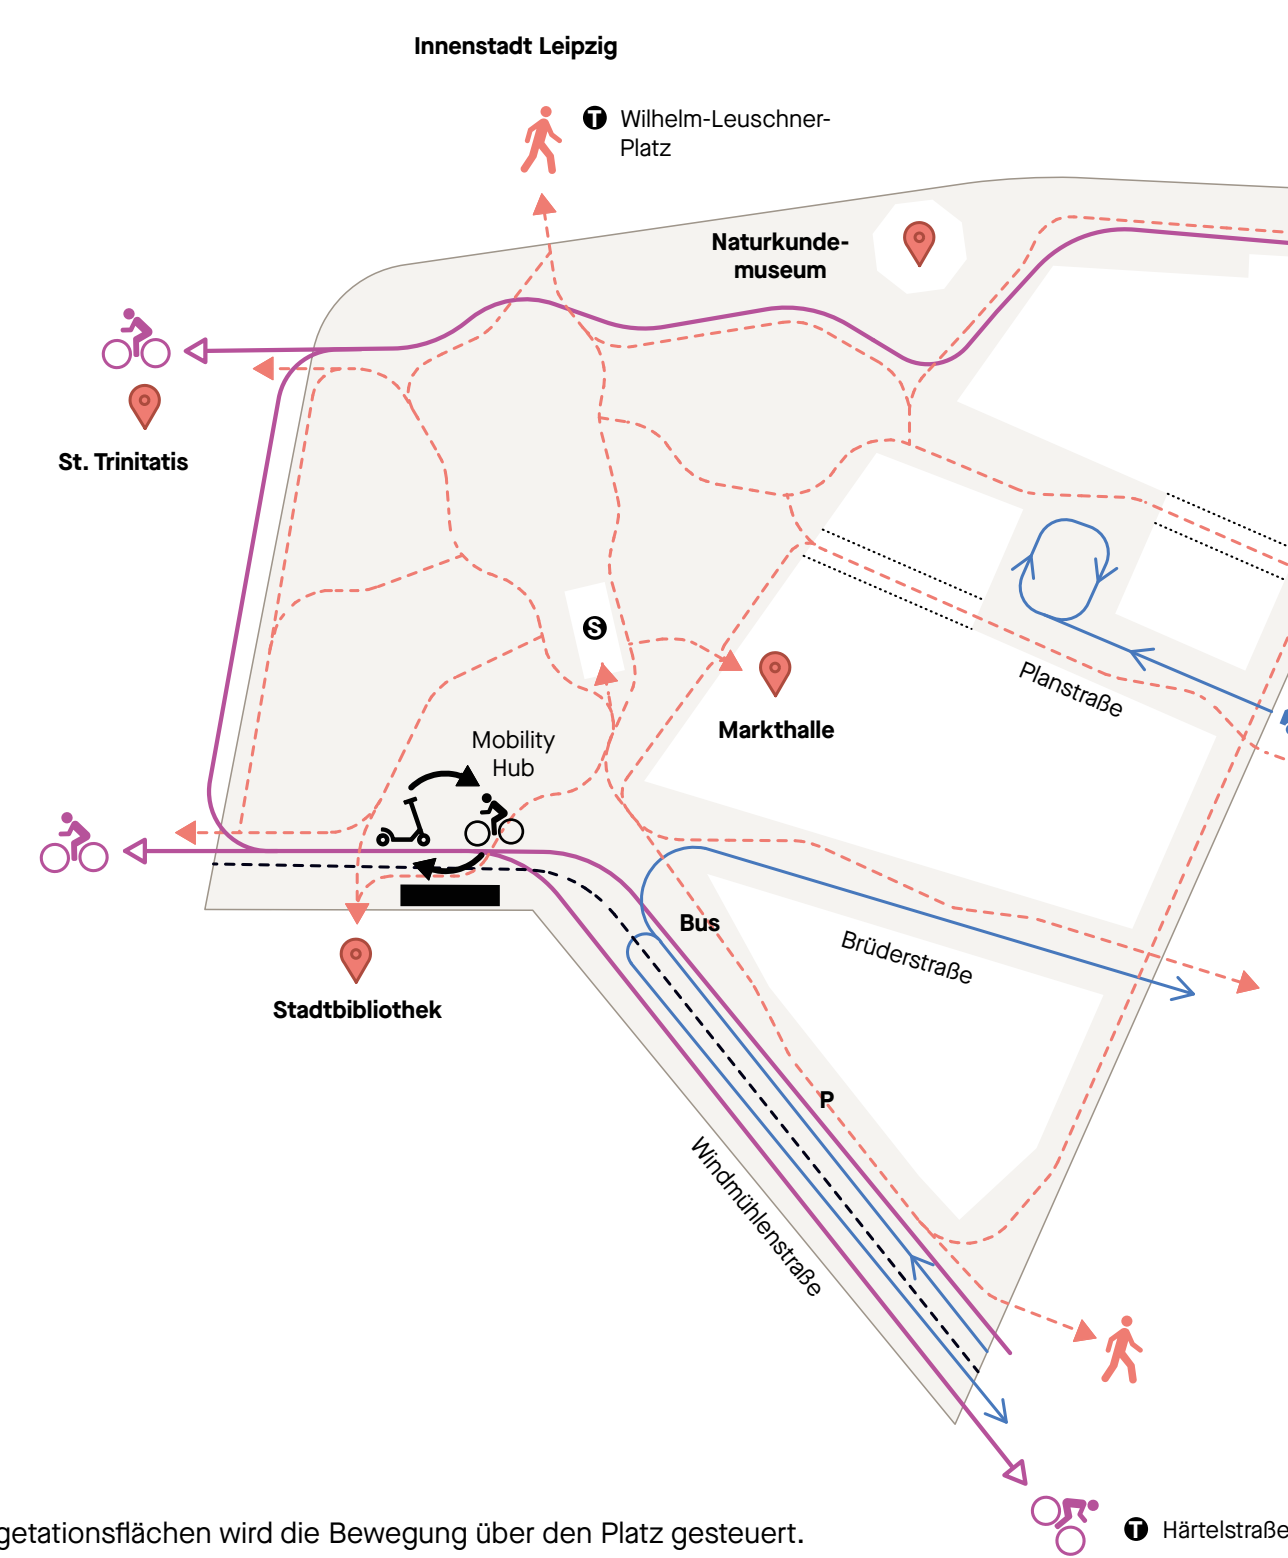 Innenstadt Leipzig
T Wilhelm-Leuschner-
Platz
Naturkunde-
museum
St. Trinitatis
S
Planstraße
Markthalle
Mobility
Hub
Bus
Brüderstraße
Stadtbibliothek
P
Windmühlenstraße
getationsflächen wird die Bewegung über den Platz gesteuert.
T Härtelstraße